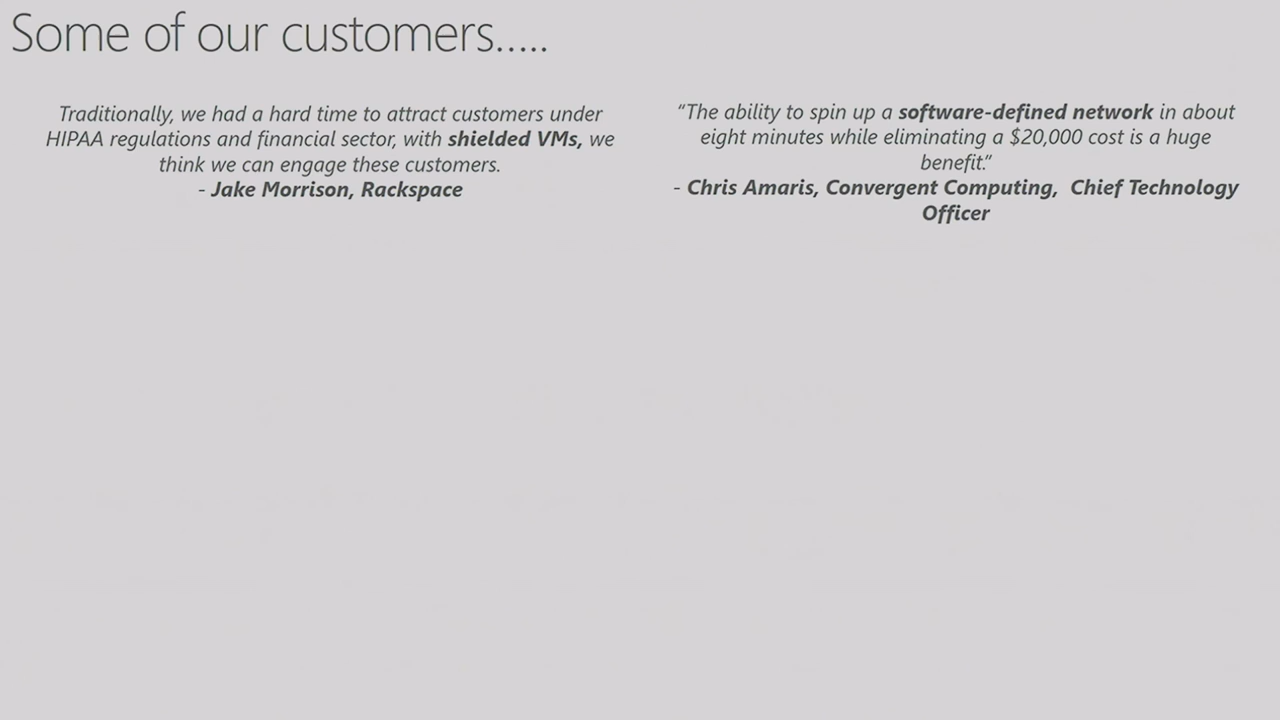 Some of our customers.....
Traditionally, we had a hard time to attract customers under
HIPAA regulations and financial sector, with shielded VMs, we
think we can engage these customers.
- Jake Morrison, Rackspace
“The ability to spin up a software-defined network in about
eight minutes while eliminating a $20,000 cost is a huge
benefit.”
- Chris Amaris, Convergent Computing,  Chief Technology
Officer